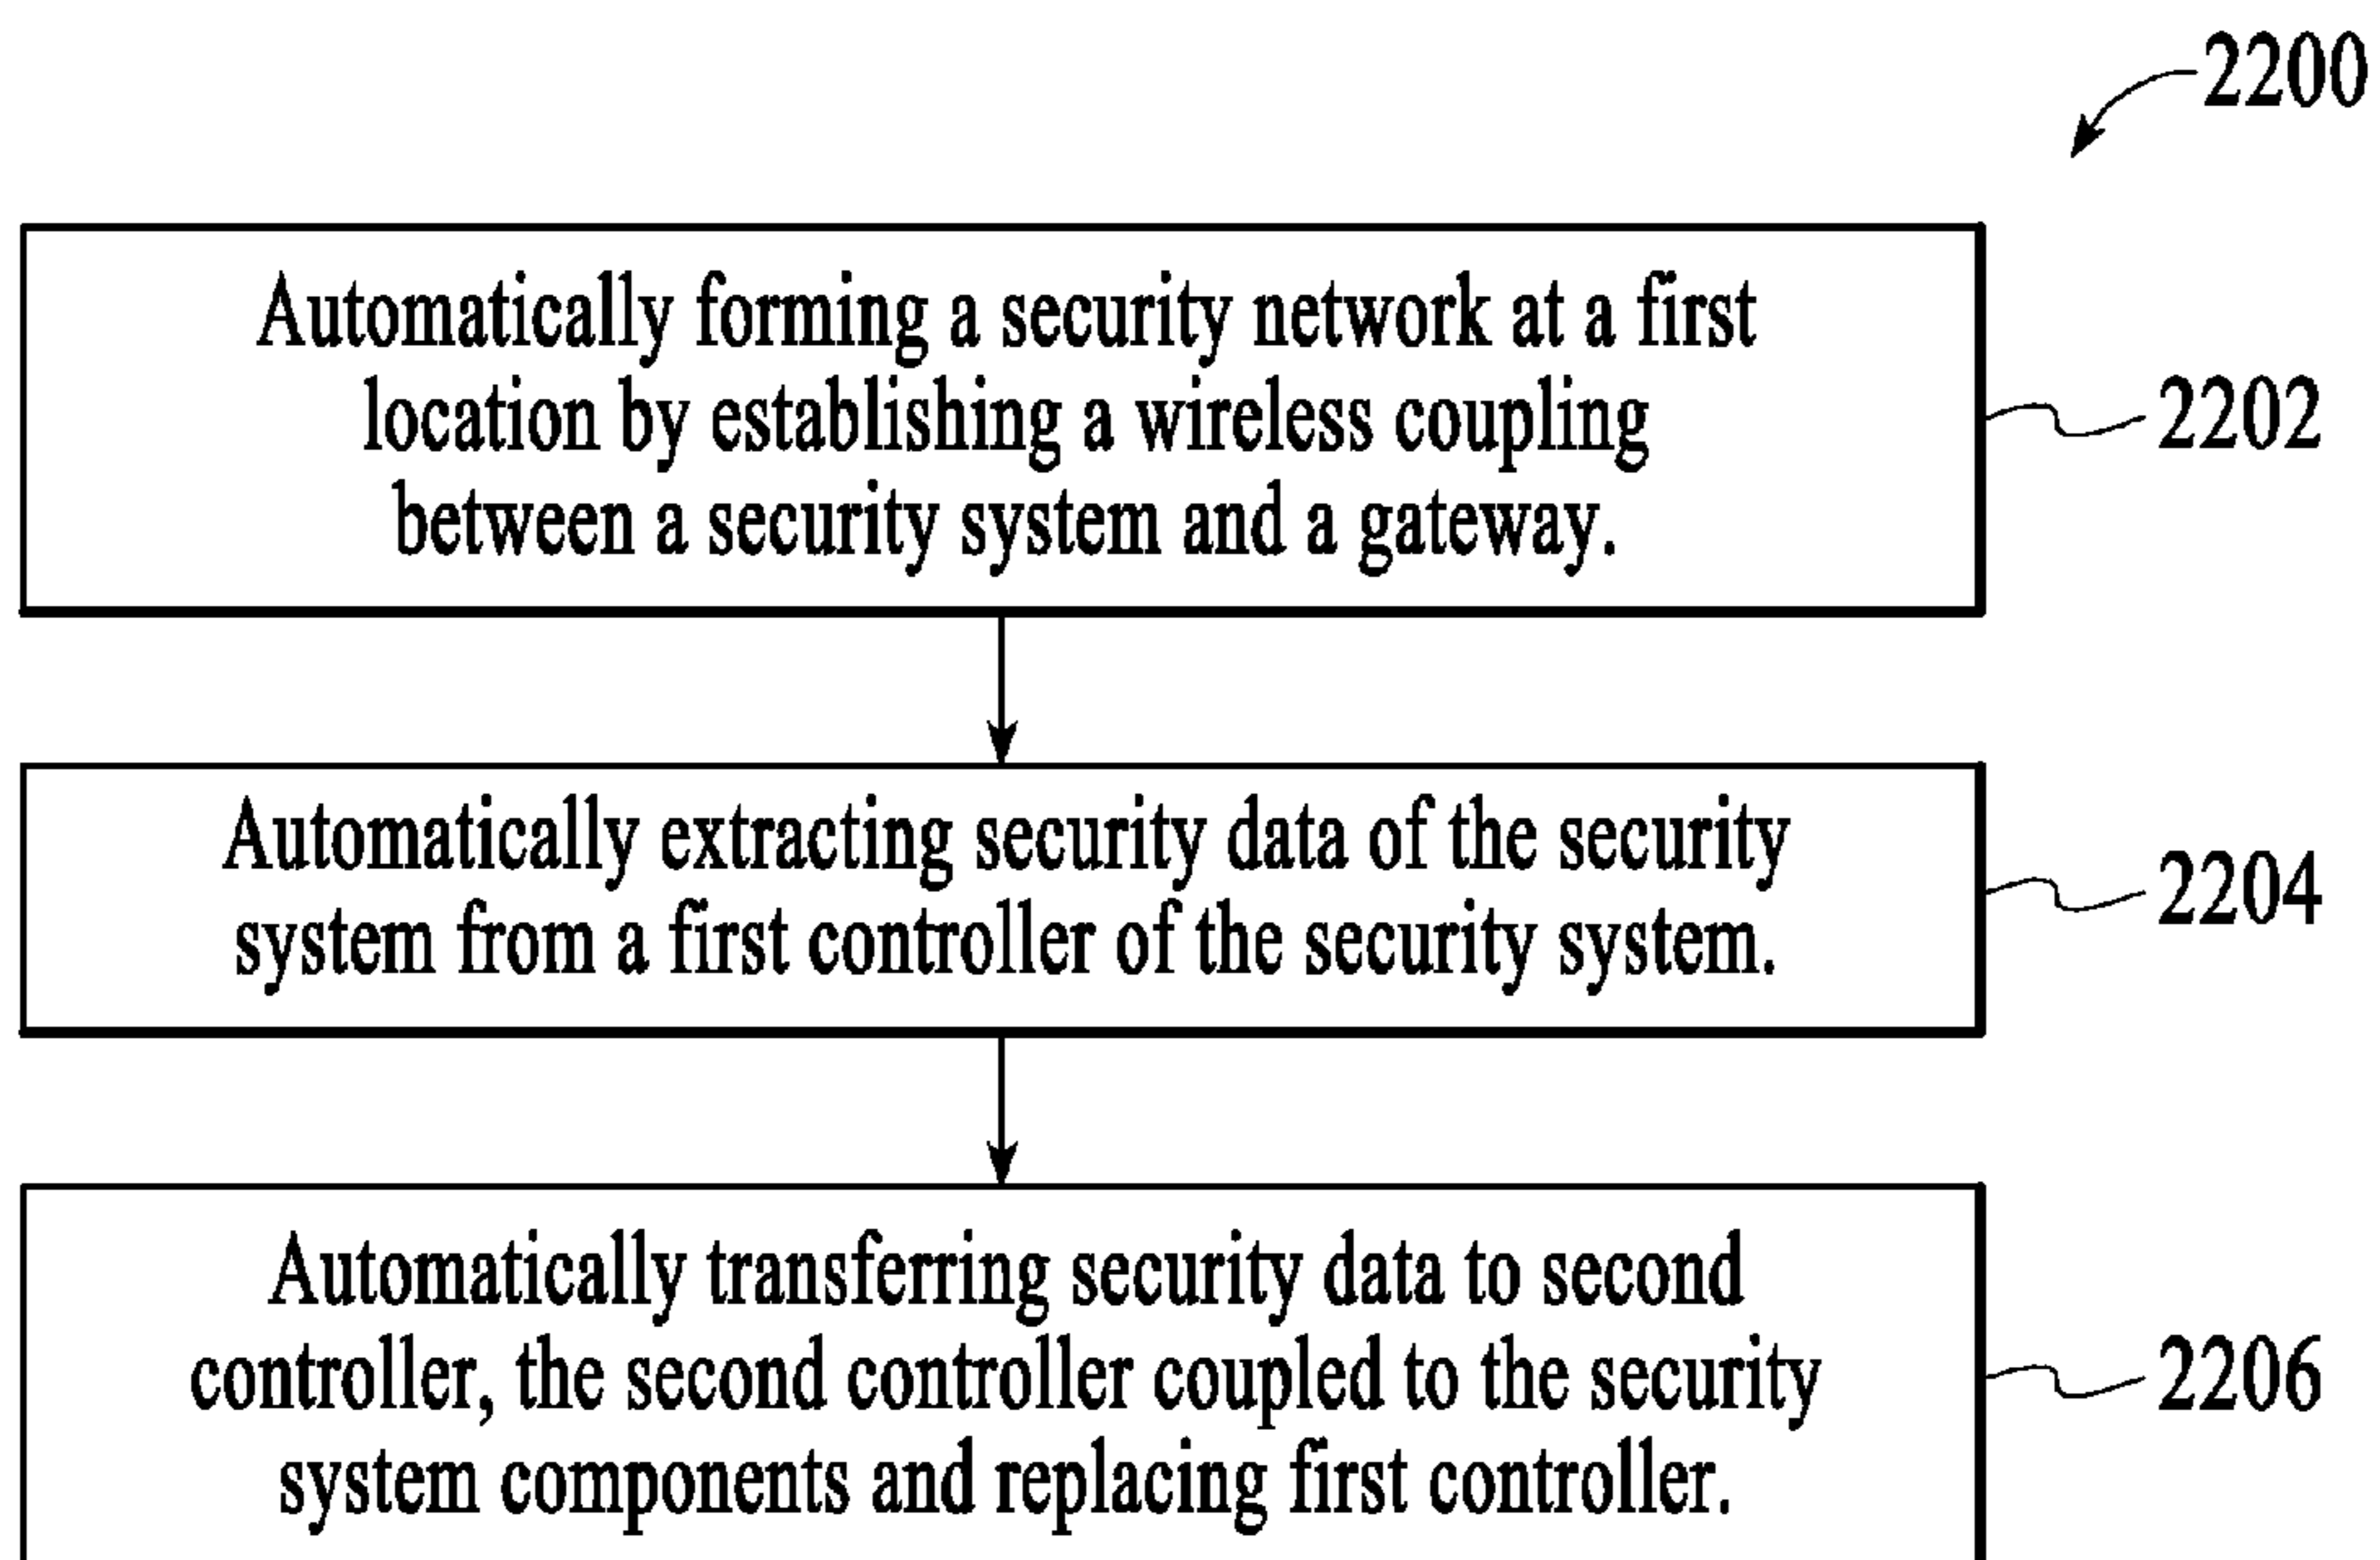 2200
Automatically forming a security network at a first
location by establishing a wireless coupling
between a security system and a gateway.
2202
Automatically extracting security data of the security
system from a first controller of the security system.
2204
Automatically transferring security data to second
controller, the second controller coupled to the security
system components and replacing first controller.
2206